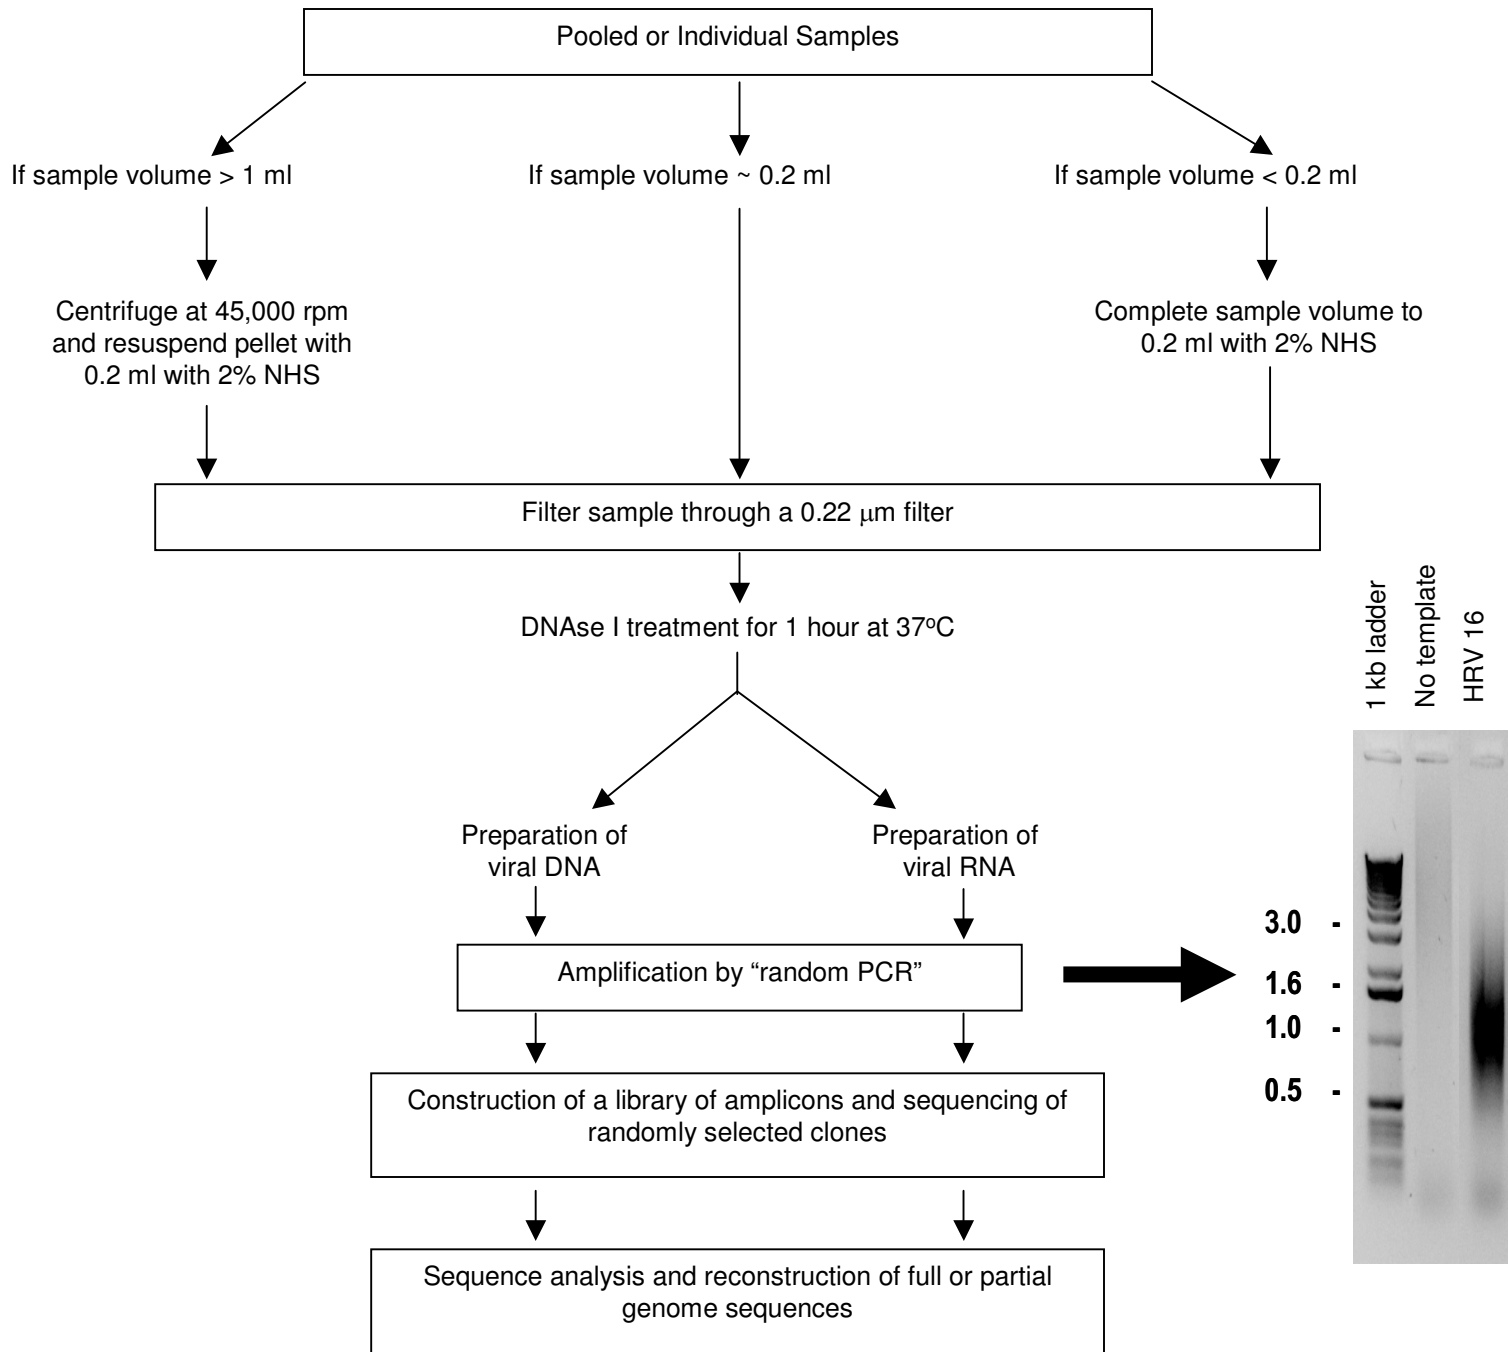 Pooled or Individual Samples
If sample volume > 1 ml
If sample volume ~ 0.2 ml
If sample volume < 0.2 ml
Centrifuge at 45,000 rpm
and resuspend pellet with
0.2 ml with 2% NHS
Complete sample volume to
0.2 ml with 2% NHS
Filter sample through a 0.22 μm filter
DNAse I treatment for 1 hour at 37ºC
Preparation of
viral DNA
Preparation of
viral RNA
Amplification by “random PCR”
Construction of a library of amplicons and sequencing of
randomly selected clones
Sequence analysis and reconstruction of full or partial
genome sequences
1 kb ladder
No template
HRV 16
3.0 -
1.6 -
1.0 -
0.5 -